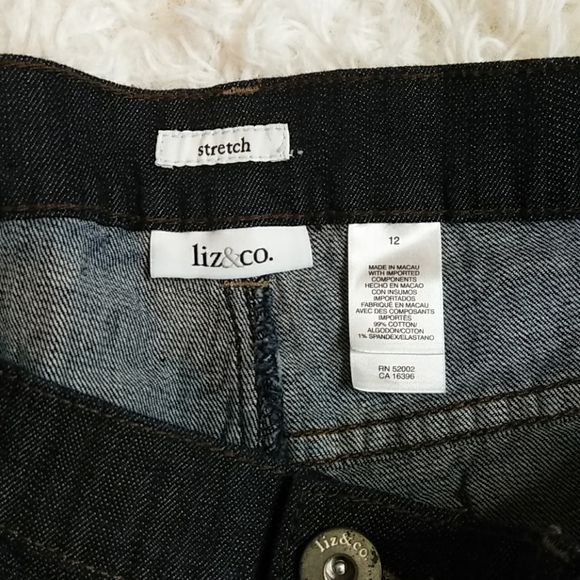 stretch
liz&co.
12
MADE IN MACAU
WITH IMPORTED
COMPONENTS
HECHO EN MACAO
CON INSUMOS
IMPORTADOS
FABRIQUÉ EN MACAU
AVEC DES COMPOSANTS
IMPORTÉS
99% COTTON/
ALGODON/COTON
1% SPANDEX/ELASTANO
RN 52002
CA 16396
liz&co.